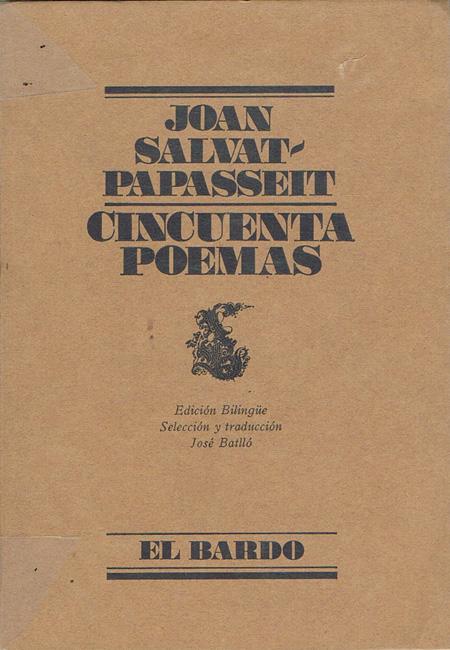 JOAN
SALVAT-
PAPASSEIT
CINCUENTA
POEMAS
Edición Bilingüe
Selección y traducción
José Batlló
EL BARDO